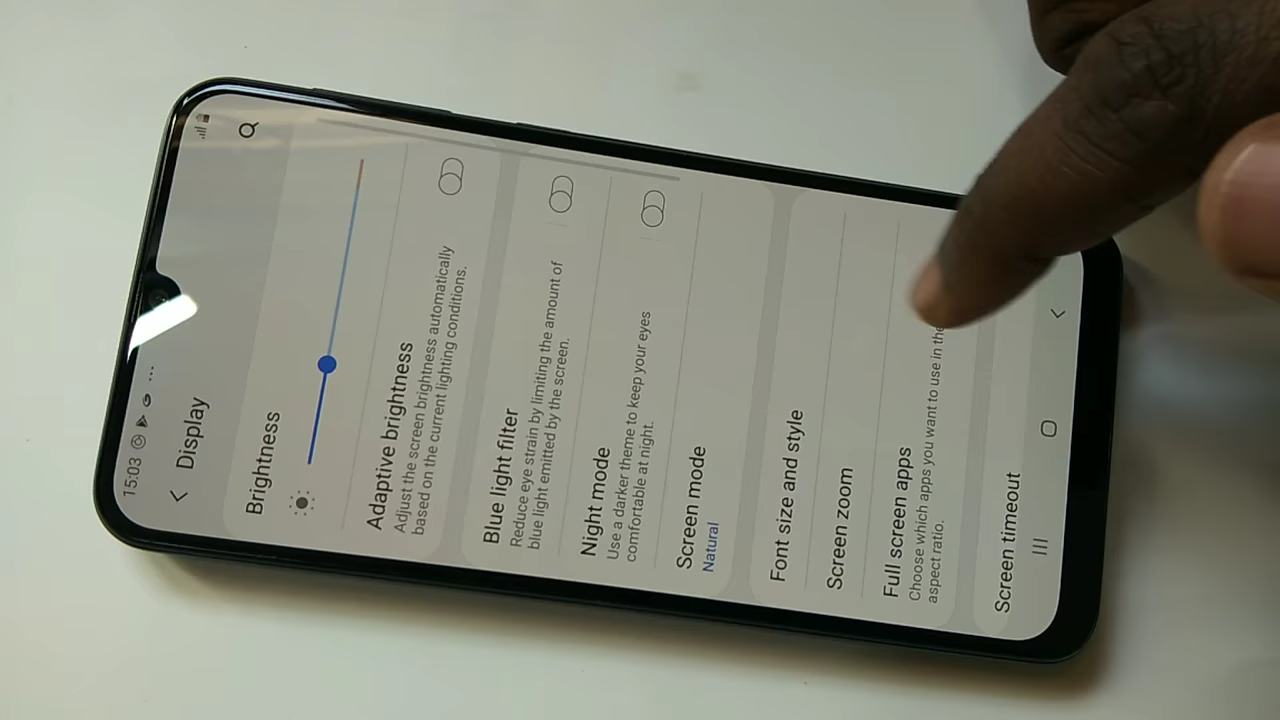 15:03
Display
Brightness
Adaptive brightness
Adjust the screen brightness automatically
based on the current lighting conditions.
Blue light filter
Reduce eye strain by limiting the amount of
blue light emitted by the screen.
Night mode
Use a darker theme to keep your eyes
comfortable at night.
Screen mode
Natural
Font size and style
Screen zoom
Full screen apps
Choose which apps you want to use in the
aspect ratio.
Screen timeout